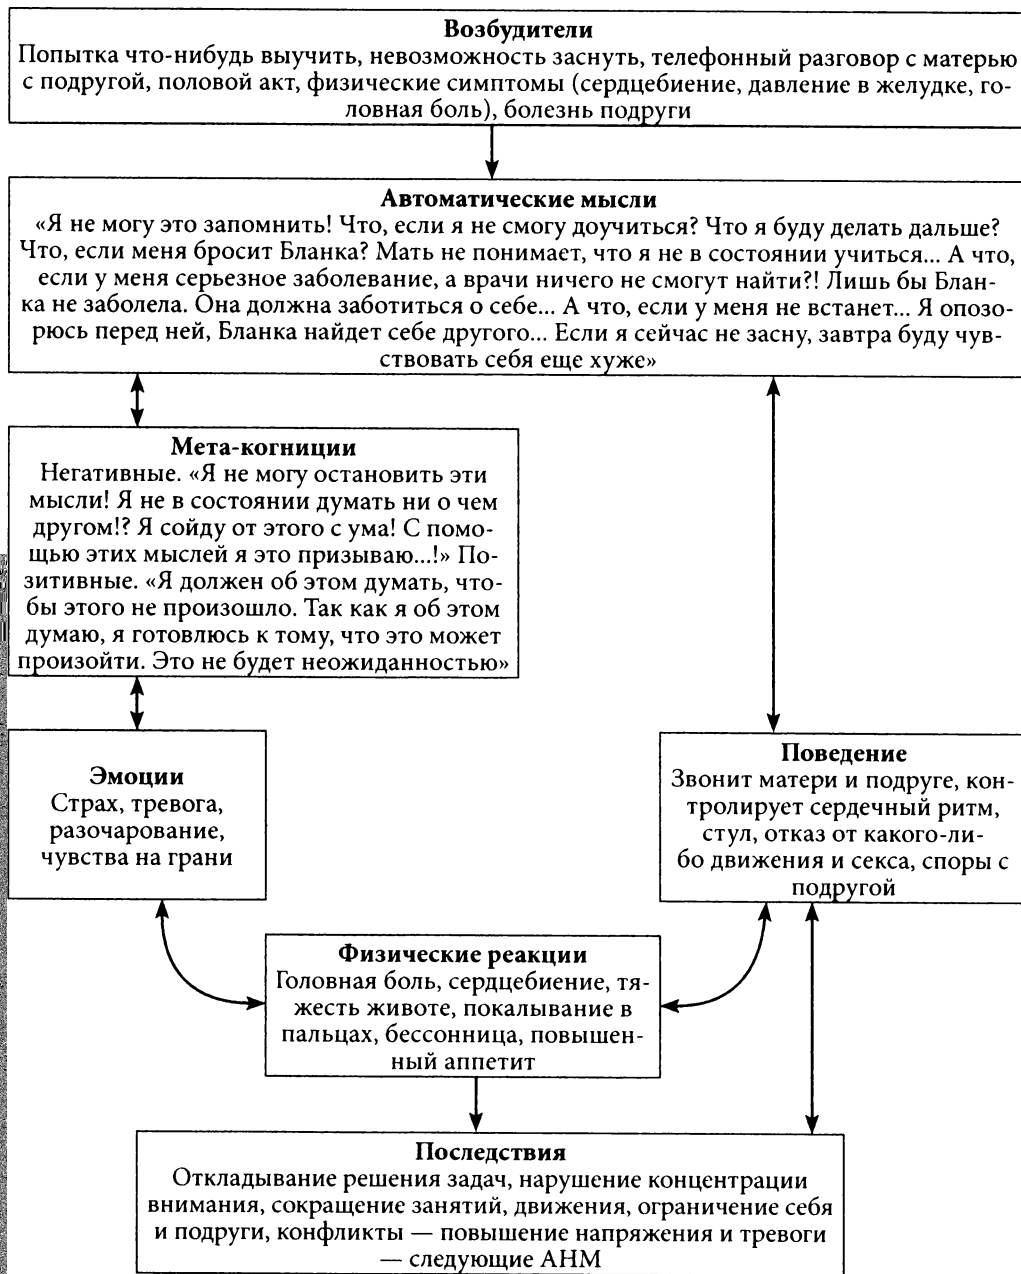 Возбудители
Попытка что-нибудь выучить, невозможность заснуть, телефонный разговор с матерью
с подругой, половой акт, физические симптомы (сердцебиение, давление в желудке, го-
ловная боль), болезнь подруги
Автоматические мысли
«Я не могу это запомнить! Что, если я не смогу доучиться? Что я буду делать дальше?
Что, если меня бросит Бланка? Мать не понимает, что я не в состоянии учиться... А что,
если у меня серьезное заболевание, а врачи ничего не смогут найти?! Лишь бы Блан-
ка не заболела. Она должна заботиться о себе... А что, если у меня не встанет... Я опозо-
рюсь перед ней, Бланка найдет себе другого... Если я сейчас не засну, завтра буду чув-
ствовать себя еще хуже»
Мета-когниции
Негативные. «Я не могу остановить эти
мысли! Я не в состоянии думать ни о чем
другом!? Я сойду от этого с ума! С помо-
щью этих мыслей я это призываю...!» По-
зитивные. «Я должен об этом думать, что-
бы этого не произошло. Так как я об этом
думаю, я готовлюсь к тому, что это может
произойти. Это не будет неожиданностью»
Эмоции
Страх, тревога,
разочарование,
чувства на грани
Поведение
Звонит матери и подруге, кон-
тролирует сердечный ритм,
стул, отказ от какого-ли-
бо движения и секса, споры с
подругой
Физические реакции
Головная боль, сердцебиение, тя-
жесть животе, покалывание в
пальцах, бессонница, повышен-
ный аппетит
Последствия
Откладывание решения задач, нарушение концентрации
внимания, сокращение занятий, движения, ограничение себя
и подруги, конфликты — повышение напряжения и тревоги
— следующие АНМ